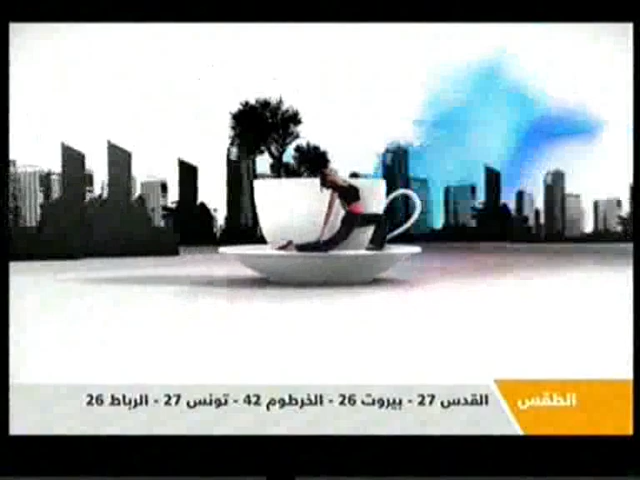 الطقس
القدس 27 - بيروت 26 - الخرطوم 42 - تونس 27 - الرباط 26